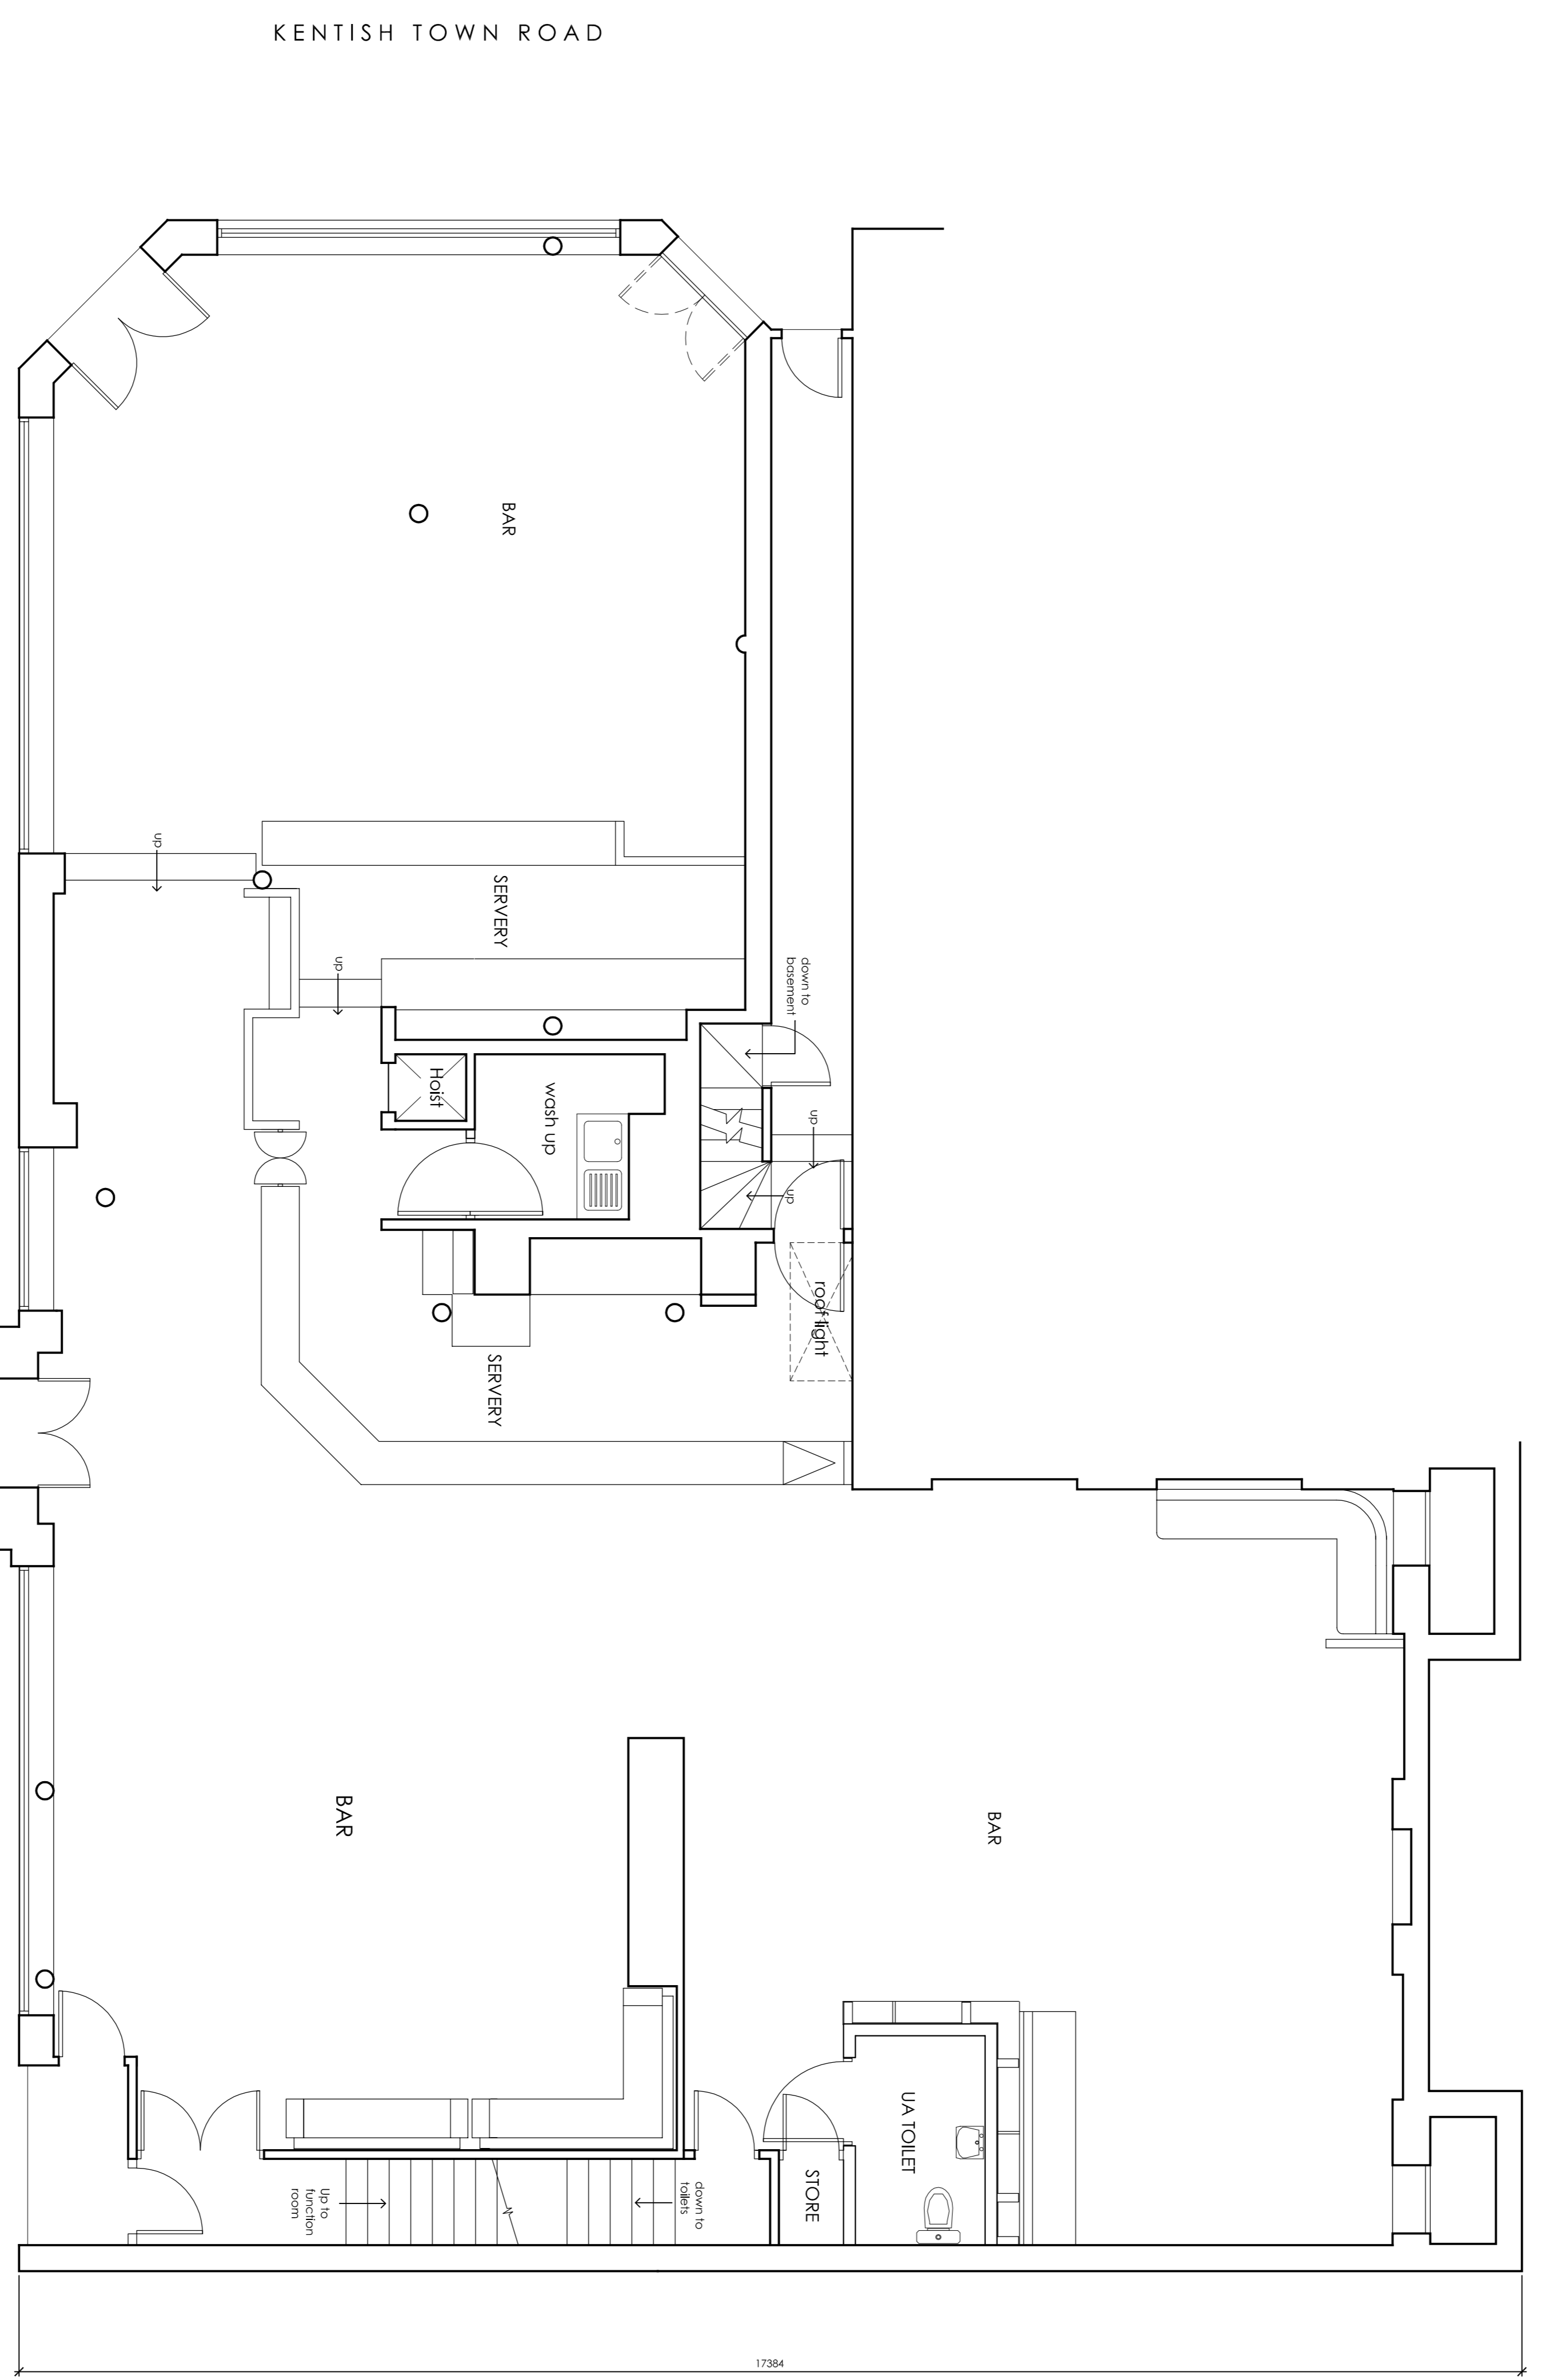 KENTISH TOWN ROAD
BAR
up
SERVERY
up
down to
basement
Hoist
wash up
up
up
roof light
SERVERY
BAR
BAR
UA TOILET
STORE
Up to
function
room
down to
toilets
17384